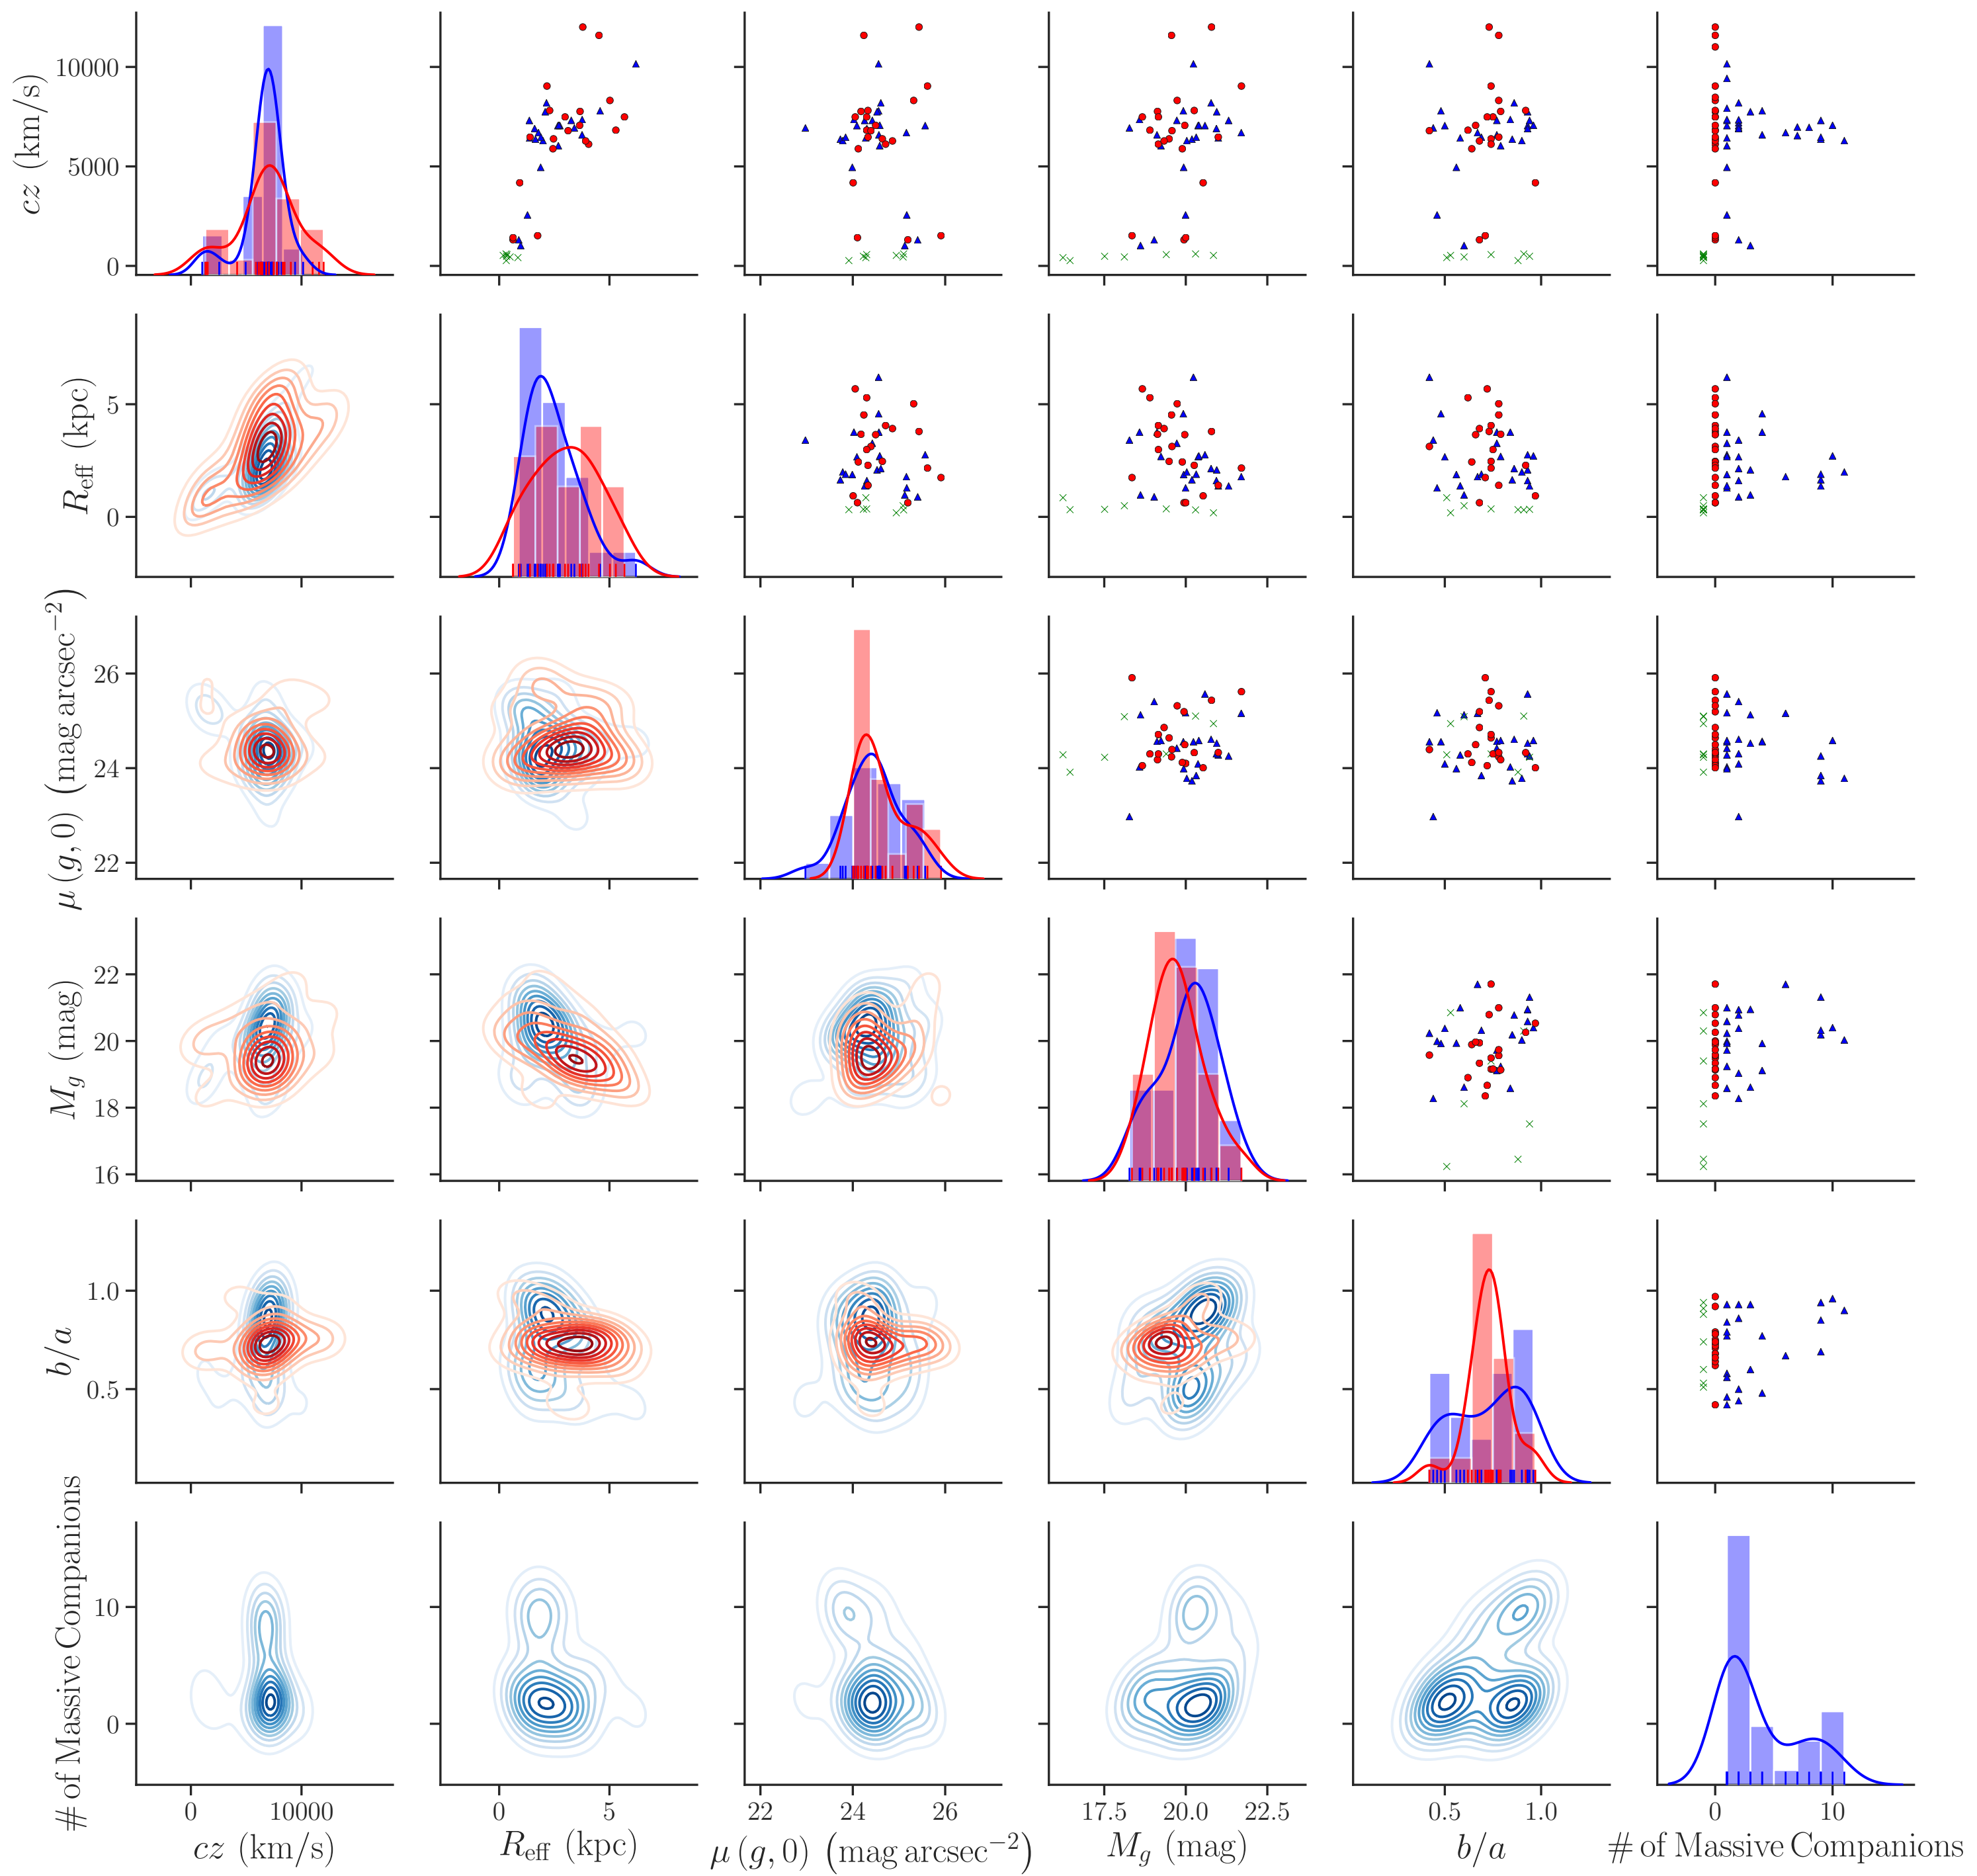 cz (km/s)
10000
5000
0
R_eff (kpc)
5
0
μ(g, 0) (mag arcsec⁻²)
26
24
22
M_g (mag)
22
20
18
16
b/a
1.0
0.5
# of Massive Companions
10
0
0 10000
0 5
22 24 26
17.5 20.0 22.5
0.5 1.0
0 10
cz (km/s)
R_eff (kpc)
μ(g, 0) (mag arcsec⁻²)
M_g (mag)
b/a
# of Massive Companions